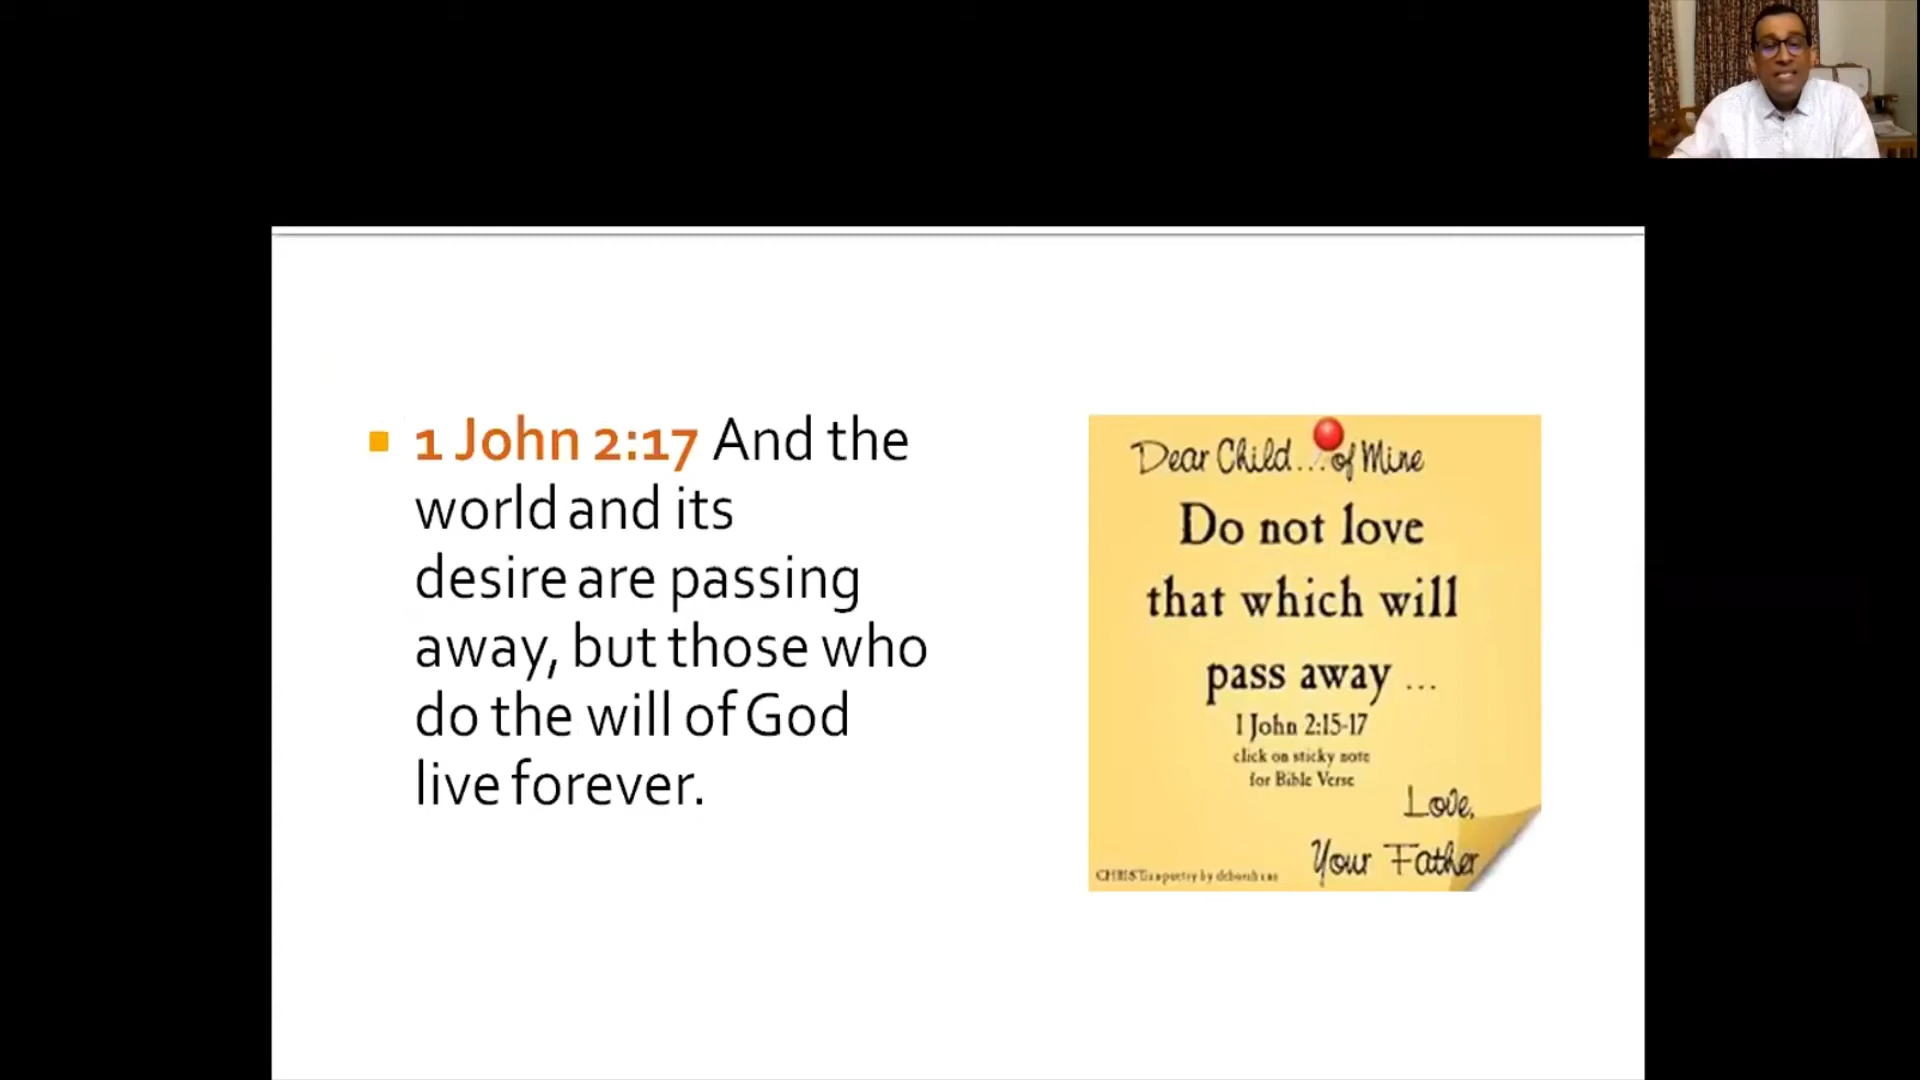 1 John 2:17 And the
world and its
desire are passing
away, but those who
do the will of God
live forever.
Dear Child... of Mine
Do not love
that which will
pass away ...
1 John 2:15-17
click on sticky note
for Bible Verse
Love,
Your Father
by